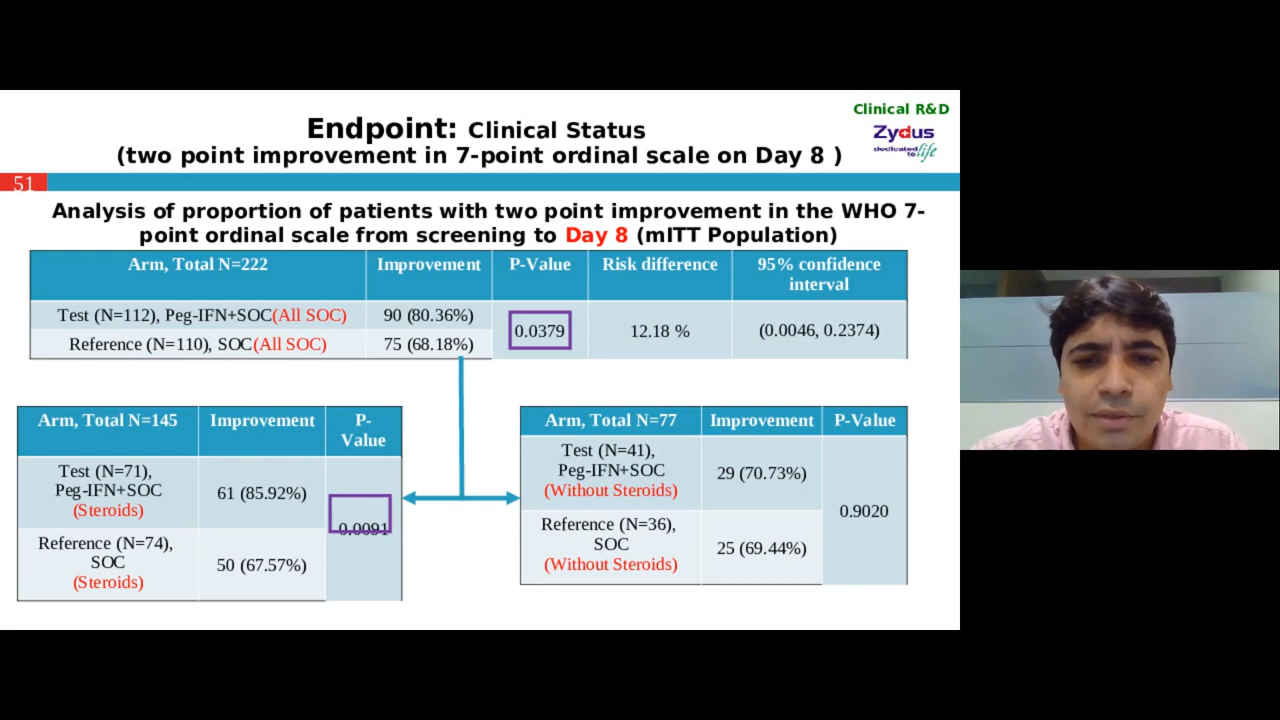 Clinical R&D
Zydus
dedicated to life
Endpoint: Clinical Status
(two point improvement in 7-point ordinal scale on Day 8 )
51
Analysis of proportion of patients with two point improvement in the WHO 7-
point ordinal scale from screening to Day 8 (mITT Population)
Arm, Total N=222 Improvement P-Value Risk difference 95% confidence
interval
Test (N=112), Peg-IFN+SOC(All SOC) 90 (80.36%)
0.0379 12.18 % (0.0046, 0.2374)
Reference (N=110), SOC(All SOC) 75 (68.18%)
Arm, Total N=145 Improvement P-
Value
Test (N=71),
Peg-IFN+SOC
(Steroids)
61 (85.92%)
0.0091
Reference (N=74),
SOC
(Steroids)
50 (67.57%)
Arm, Total N=77 Improvement P-Value
Test (N=41),
Peg-IFN+SOC
(Without Steroids)
29 (70.73%)
0.9020
Reference (N=36),
SOC
(Without Steroids)
25 (69.44%)